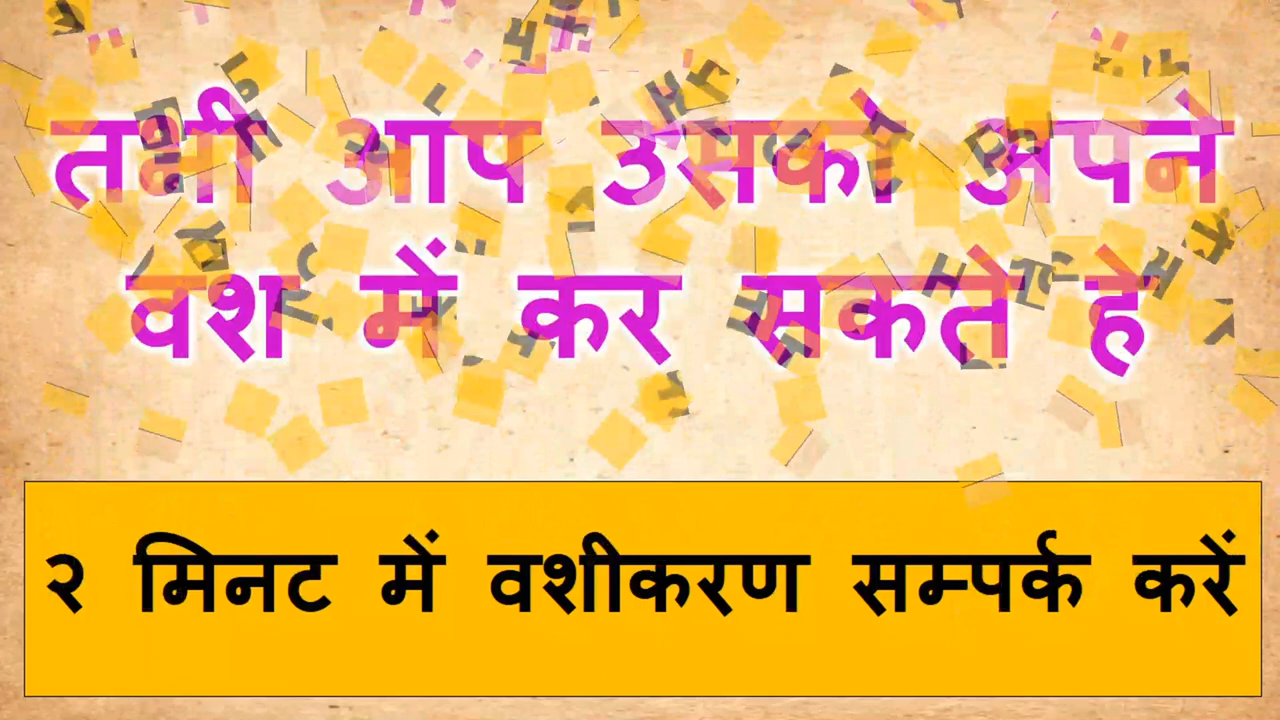 तभी आप उसको अपने
वश में कर सकते हे
२ मिनट में वशीकरण सम्पर्क करें